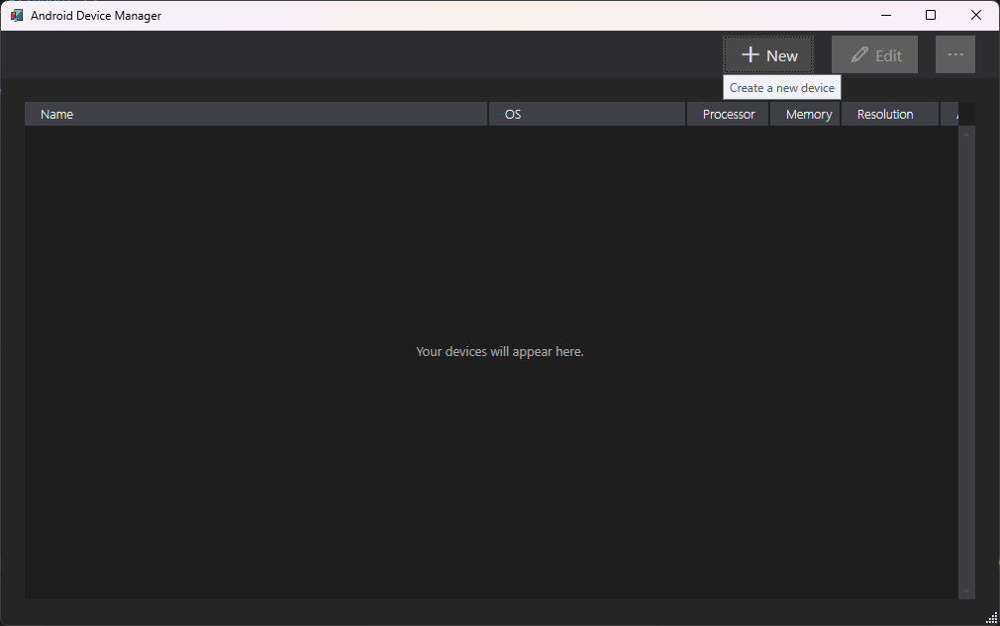 Android Device Manager
New
Edit
...
Create a new device
Name OS Processor Memory Resolution
Your devices will appear here.